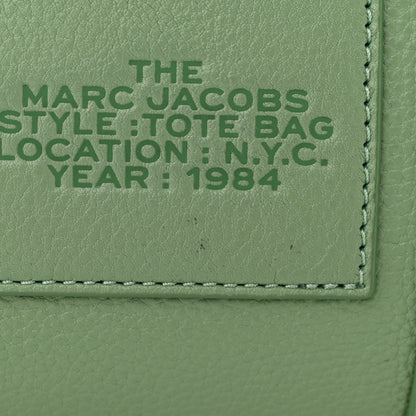 THE
MARC JACOBS
STYLE : TOTE BAG
LOCATION : N.Y.C.
YEAR : 1984